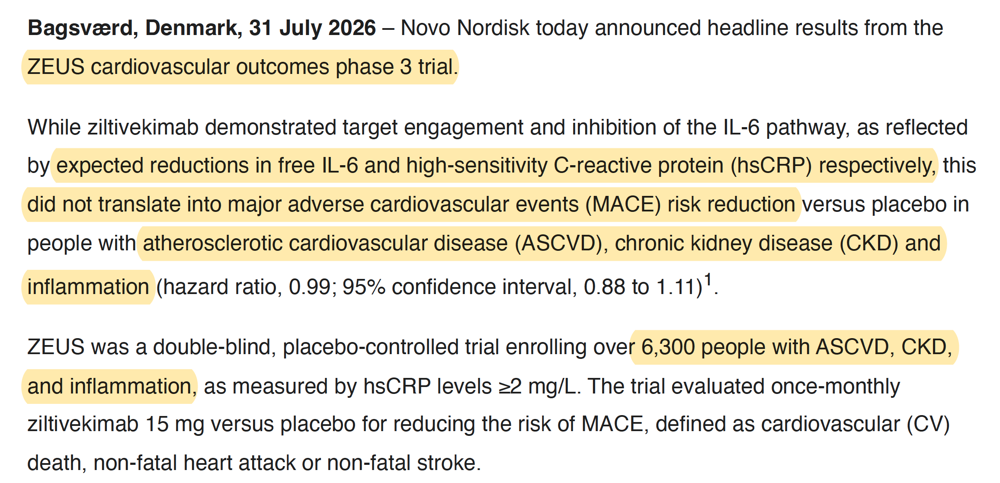 Bagsværd, Denmark, 31 July 2026 – Novo Nordisk today announced headline results from the
ZEUS cardiovascular outcomes phase 3 trial.
While ziltivekimab demonstrated target engagement and inhibition of the IL-6 pathway, as reflected
by expected reductions in free IL-6 and high-sensitivity C-reactive protein (hsCRP) respectively, this
did not translate into major adverse cardiovascular events (MACE) risk reduction versus placebo in
people with atherosclerotic cardiovascular disease (ASCVD), chronic kidney disease (CKD) and
inflammation (hazard ratio, 0.99; 95% confidence interval, 0.88 to 1.11)¹.
ZEUS was a double-blind, placebo-controlled trial enrolling over 6,300 people with ASCVD, CKD,
and inflammation, as measured by hsCRP levels ≥2 mg/L. The trial evaluated once-monthly
ziltivekimab 15 mg versus placebo for reducing the risk of MACE, defined as cardiovascular (CV)
death, non-fatal heart attack or non-fatal stroke.